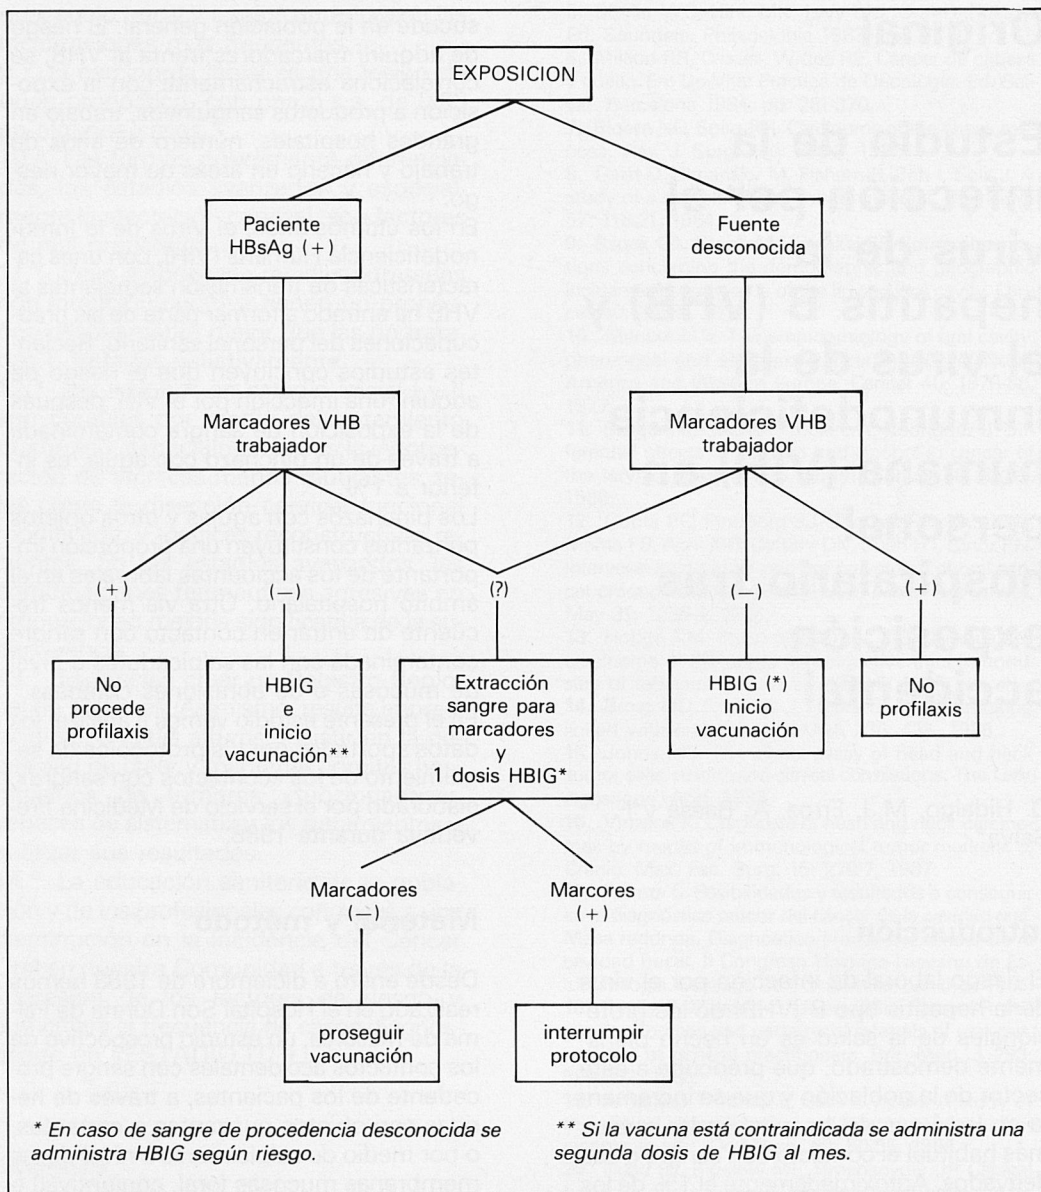 EXPOSICION
Paciente
HBsAg (+)
Fuente
desconocida
Marcadores VHB
trabajador
Marcadores VHB
trabajador
(+)
(—)
(?)
(—)
(+)
No
procede
profilaxis
HBIG
e
inicio
vacunación**
Extracción
sangre para
marcadores
y
1 dosis HBIG*
HBIG (*)
Inicio
vacunación
No
profilaxis
Marcadores
(—)
Marcores
(+)
proseguir
vacunación
interrumpir
protocolo
* En caso de sangre de procedencia desconocida se
administra HBIG según riesgo.
** Si la vacuna está contraindicada se administra una
segunda dosis de HBIG al mes.